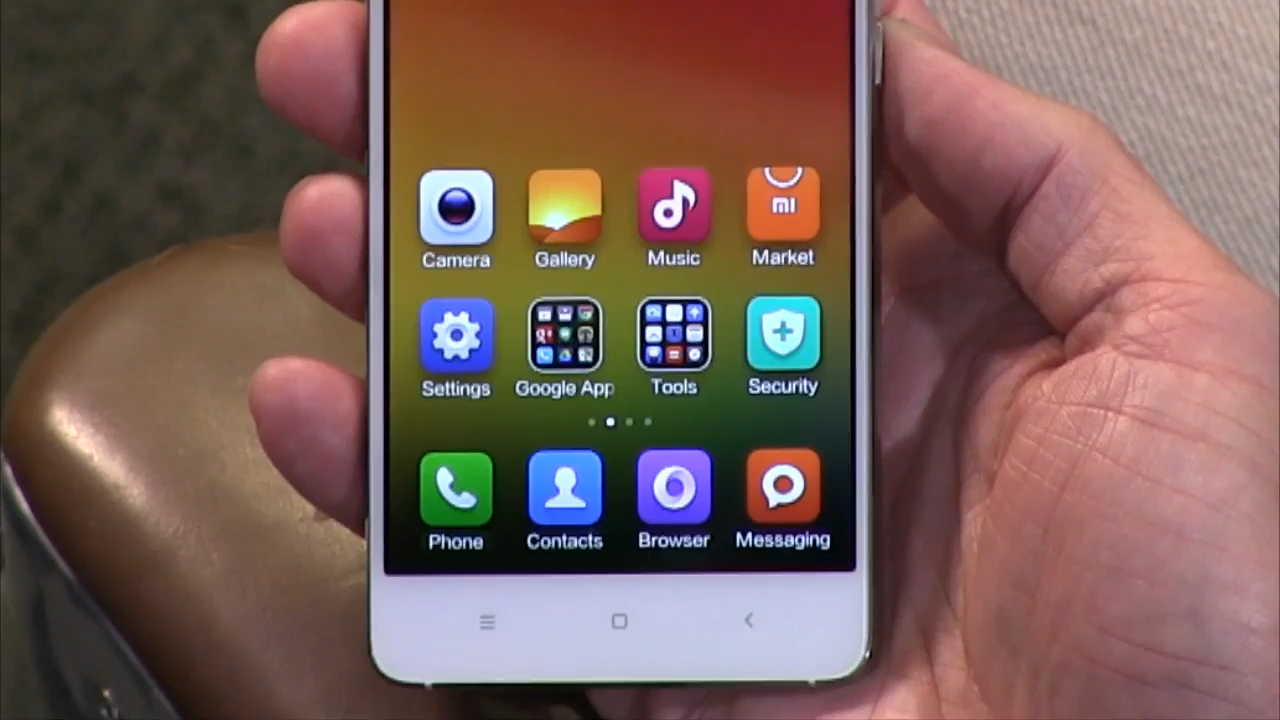 mi
Camera Gallery Music Market
Settings Google App Tools Security
Phone Contacts Browser Messaging